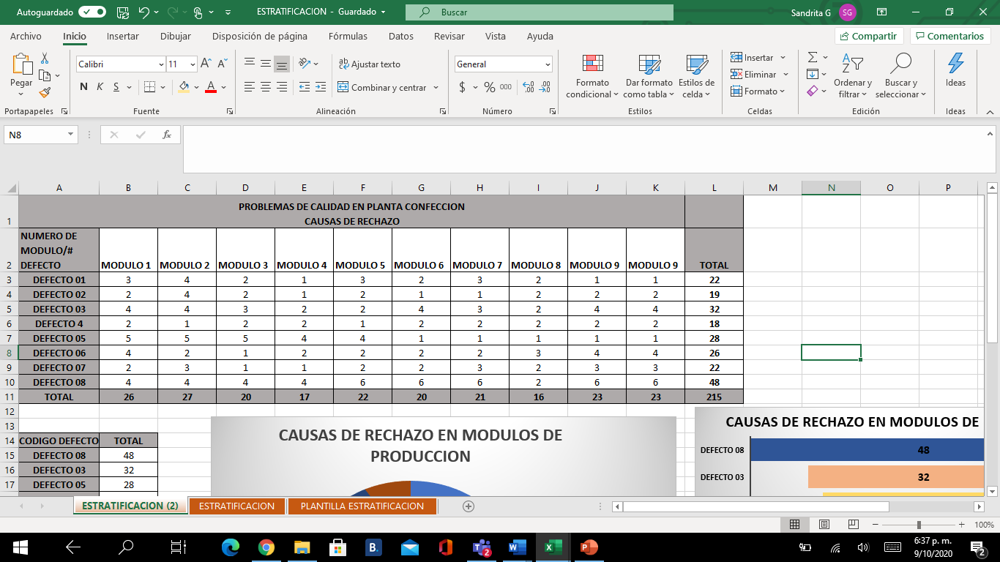 Autoguardado
ESTRATIFICACION - Guardado
Buscar
Sandrita G
SG
Archivo Inicio Insertar Dibujar Disposición de página Fórmulas Datos Revisar Vista Ayuda
Compartir
Comentarios
Pegar
Portapapeles
Calibri
11
N K S
Fuente
Ajustar texto
Combinar y centrar
Alineación
General
$ % 000
Número
Formato condicional
Dar formato como tabla
Estilos de celda
Estilos
Insertar
Eliminar
Formato
Celdas
Ordenar y filtrar
Buscar y seleccionar
Edición
Ideas
Ideas
N8
fx
A B C D E F G H I J K L M N O P
1 PROBLEMAS DE CALIDAD EN PLANTA CONFECCION
CAUSAS DE RECHAZO
2 NUMERO DE MODULO/# DEFECTO MODULO 1 MODULO 2 MODULO 3 MODULO 4 MODULO 5 MODULO 6 MODULO 7 MODULO 8 MODULO 9 MODULO 9 TOTAL
3 DEFECTO 01 3 4 2 1 3 2 3 2 1 1 22
4 DEFECTO 02 2 4 2 1 2 1 1 2 2 2 19
5 DEFECTO 03 4 4 3 2 2 4 3 2 4 4 32
6 DEFECTO 4 2 1 2 2 1 2 2 2 2 2 18
7 DEFECTO 05 5 5 5 4 4 1 1 1 1 1 28
8 DEFECTO 06 4 2 1 2 2 2 2 3 4 4 26
9 DEFECTO 07 2 3 1 1 2 2 3 2 3 3 22
10 DEFECTO 08 4 4 4 4 6 6 6 2 6 6 48
11 TOTAL 26 27 20 17 22 20 21 16 23 23 215
12
13
14 CODIGO DEFECTO TOTAL
15 DEFECTO 08 48
16 DEFECTO 03 32
17 DEFECTO 05 28
CAUSAS DE RECHAZO EN MODULOS DE
PRODUCCION
CAUSAS DE RECHAZO EN MODULOS DE
DEFECTO 08 48
DEFECTO 03 32
ESTRATIFICACION (2) ESTRATIFICACION PLANTILLA ESTRATIFICACION
100%
B.
2
6:37 p. m.
9/10/2020
2